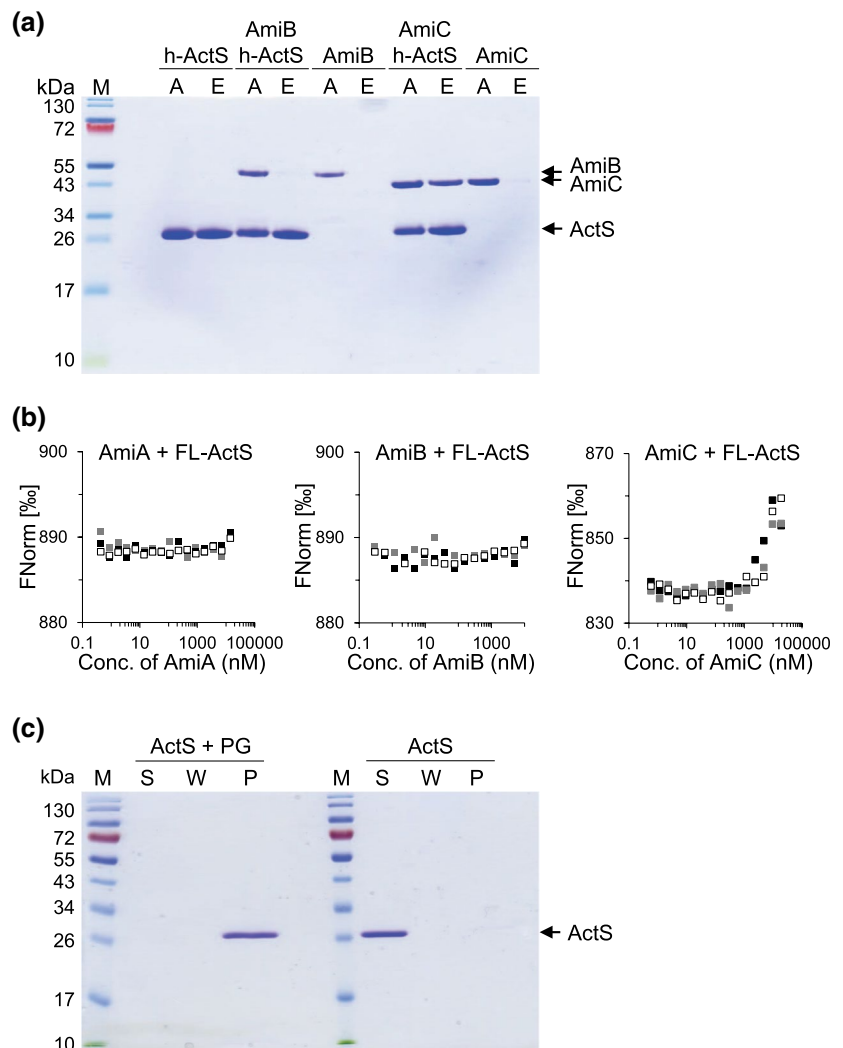 (a)
AmiB AmiC
h-ActS h-ActS AmiB h-ActS AmiC
kDa M A E A E A E A E A E
130
72
55
43
34
26
17
10
AmiB
AmiC
ActS
(b)
AmiA + FL-ActS
FNorm [‰]
900
890
880
0.1 10 1000 100000
Conc. of AmiA (nM)
AmiB + FL-ActS
FNorm [‰]
900
890
880
0.1 10 1000
Conc. of AmiB (nM)
AmiC + FL-ActS
FNorm [‰]
870
850
830
0.1 10 1000 100000
Conc. of AmiC (nM)
(c)
ActS + PG ActS
kDa M S W P M S W P
130
72
55
43
34
26
17
10
ActS